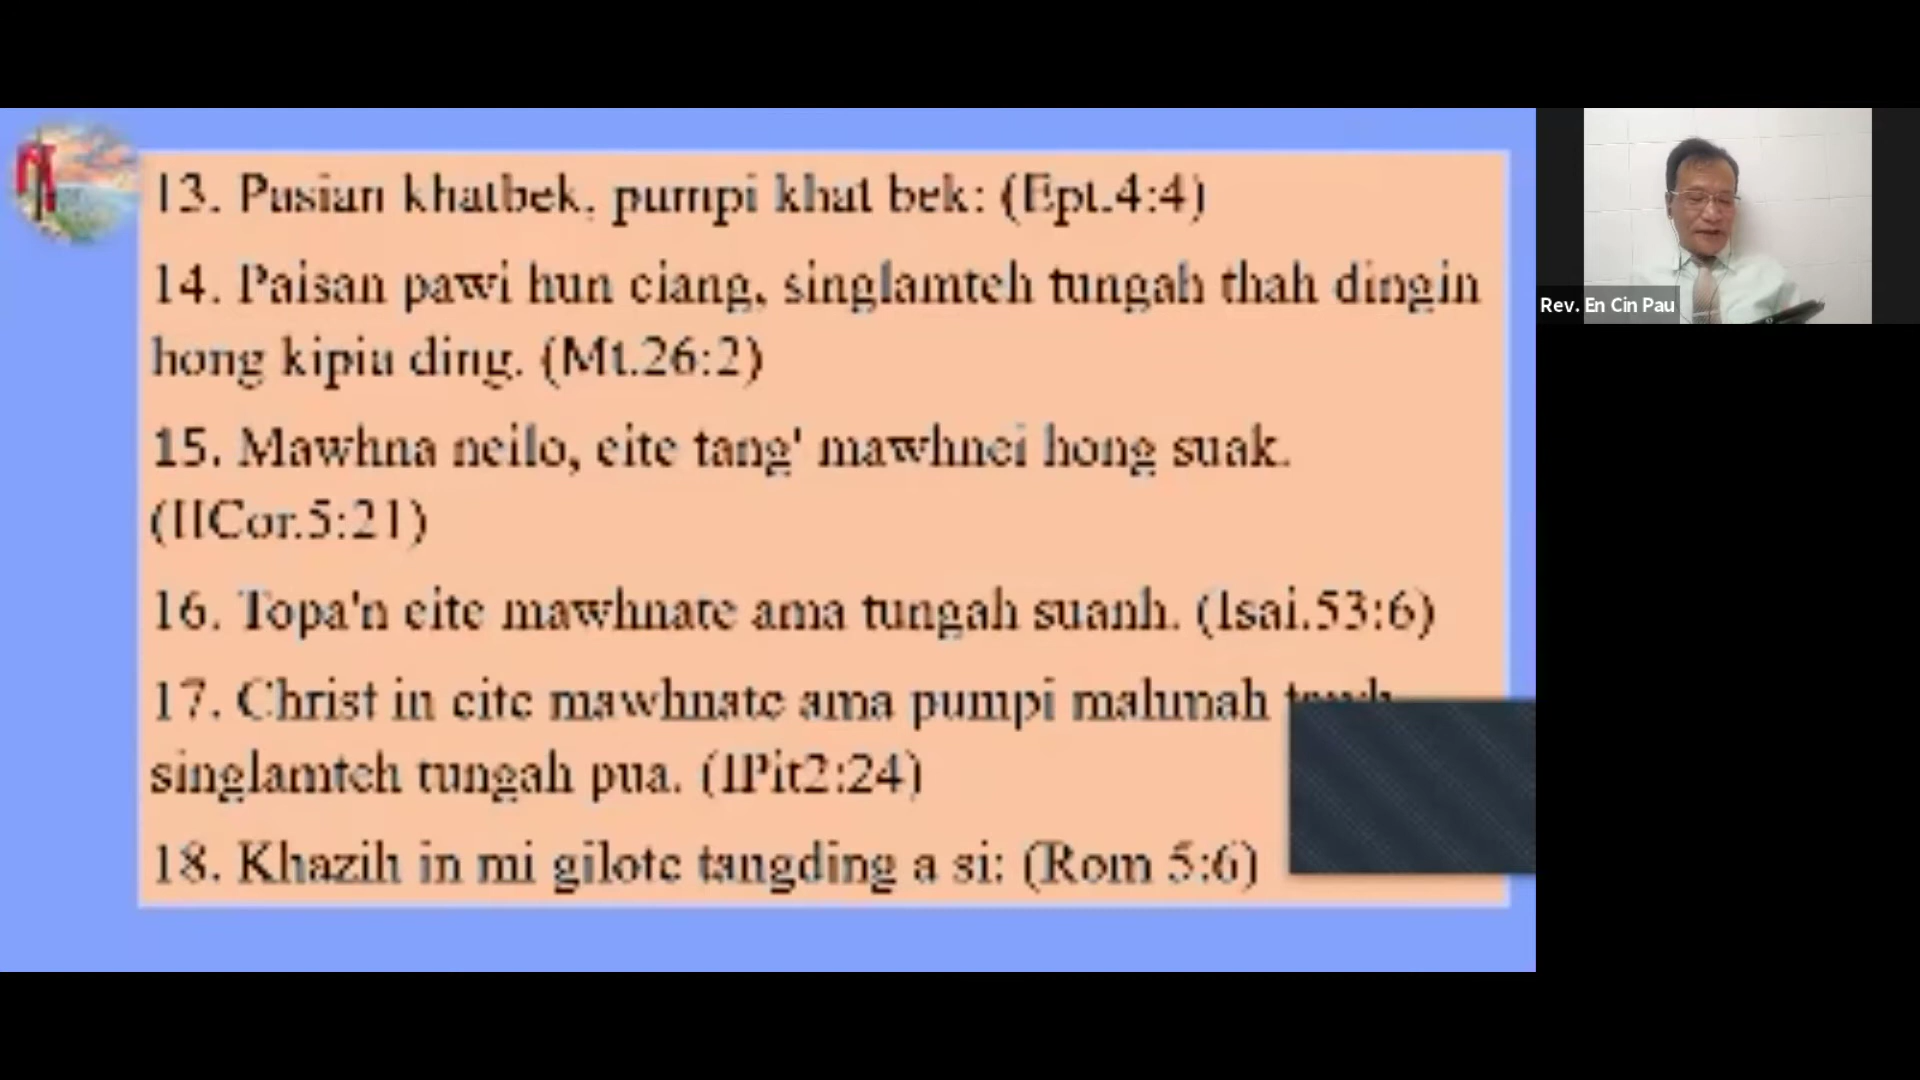 13. Pasian khatbek, pumpi khat bek: (Eph.4:4)
14. Paisan pawi hun ciang, singlamteh tungah thah dingin
hong kipia ding. (Mt.26:2)
15. Mawhna neilo, eite tang' mawhnei hong suak.
(IICor.5:21)
16. Topa'n eite mawhnate ama tungah suanh. (Isai.53:6)
17. Christ in eite mawhnate ama pumpi mahmah
singlamteh tungah pua. (IPit2:24)
18. Khazih in mi gilote tangding a si: (Rom 5:6)
Rev. En Cin Pau